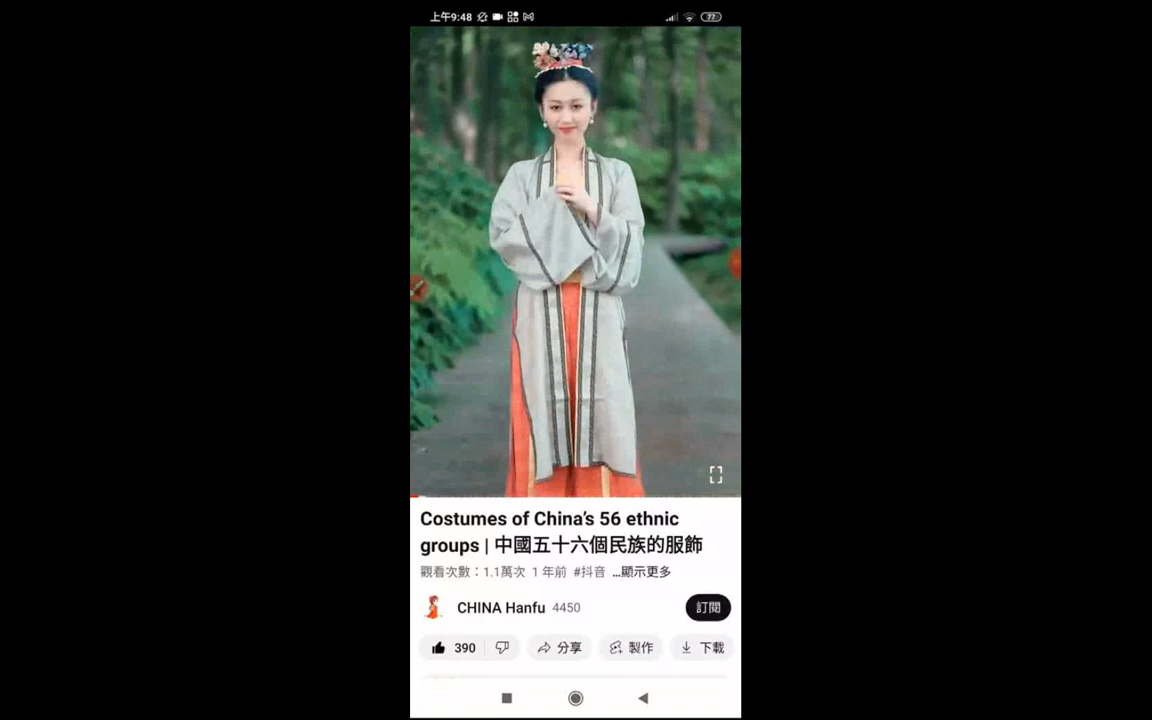 上午9:48
77
Costumes of China's 56 ethnic
groups | 中國五十六個民族的服飾
觀看次數：1.1萬次 1 年前 #抖音 ...顯示更多
CHINA Hanfu 4450 訂閱
390 分享 製作 下載